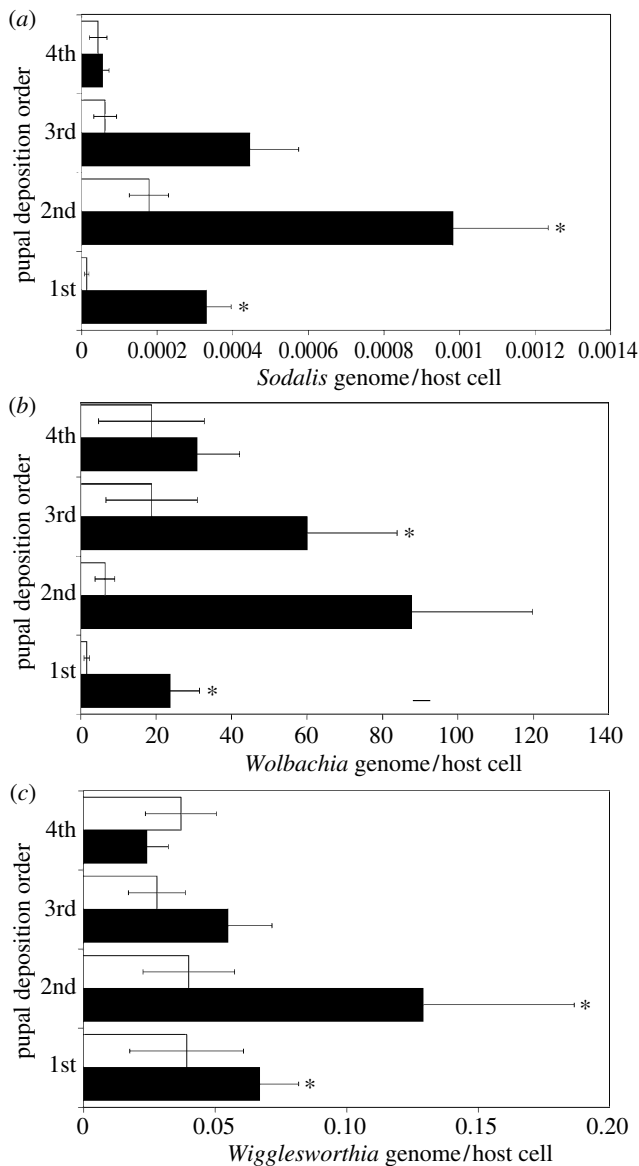 (a)
pupal deposition order
4th
3rd
2nd
*
1st
*
0 0.0002 0.0004 0.0006 0.0008 0.001 0.0012 0.0014
Sodalis genome/host cell
(b)
pupal deposition order
4th
3rd
*
2nd
1st
*
0 20 40 60 80 100 120 140
Wolbachia genome/host cell
(c)
pupal deposition order
4th
3rd
2nd
*
1st
*
0 0.05 0.10 0.15 0.20
Wigglesworthia genome/host cell